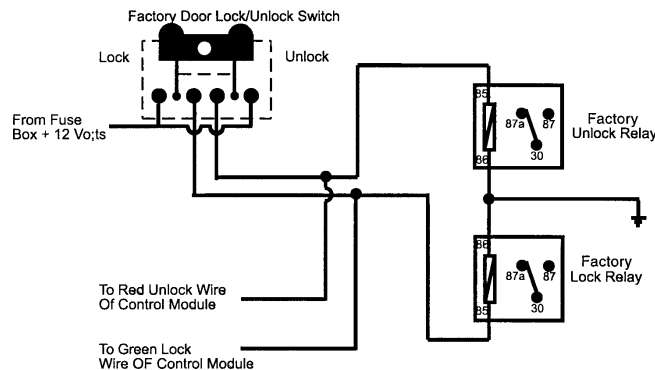 Factory Door Lock/Unlock Switch
Lock
Unlock
From Fuse
Box + 12 Vo;ts
85
87a
87
86
30
Factory
Unlock Relay
86
87a
87
85
30
Factory
Lock Relay
To Red Unlock Wire
Of Control Module
To Green Lock
Wire OF Control Module